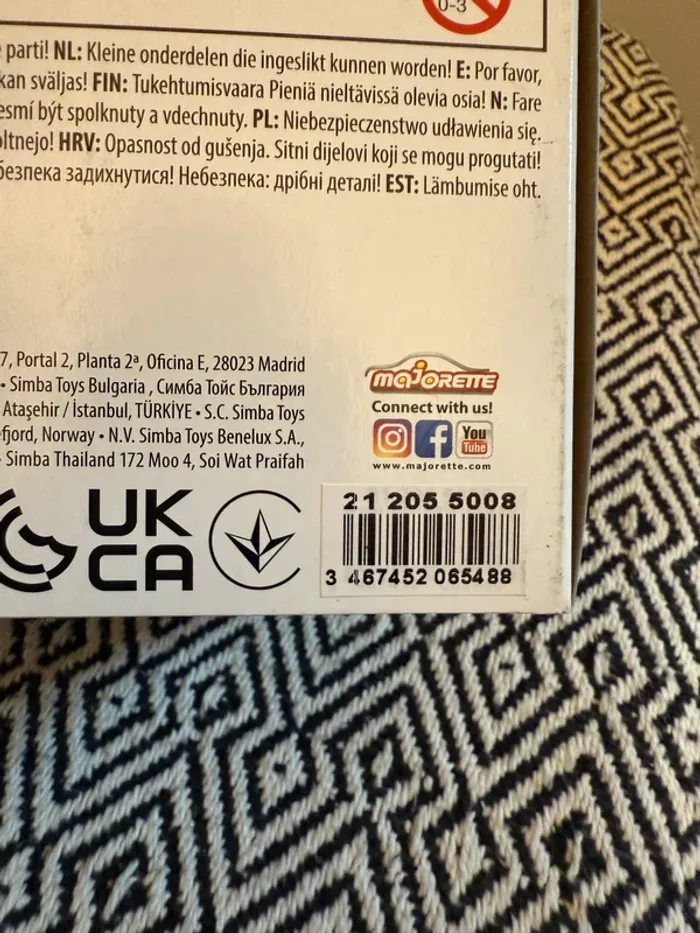 0-3
parti! NL: Kleine onderdelen die ingeslikt kunnen worden! E: Por favor,
kan sväljas! FIN: Tukehtumisvaara Pieniä nieltävissä olevia osia! N: Fare
esmí být spolknuty a vdechnuty. PL: Niebezpieczenstwo udławienia się.
oltnejo! HRV: Opasnost od gušenja. Sitni dijelovi koji se mogu progutati!
безпека задихнутися! Небезпека: дрібні деталі! EST: Lämbumise oht.
7, Portal 2, Planta 2ª, Oficina E, 28023 Madrid
• Simba Toys Bulgaria , Симба Тойс България
Ataşehir / İstanbul, TÜRKİYE • S.C. Simba Toys
efjord, Norway • N.V. Simba Toys Benelux S.A.,
Simba Thailand 172 Moo 4, Soi Wat Praifah
majorette
Connect with us!
You
Tube
www.majorette.com
UK
CA
21 205 5008
3 467452 065488